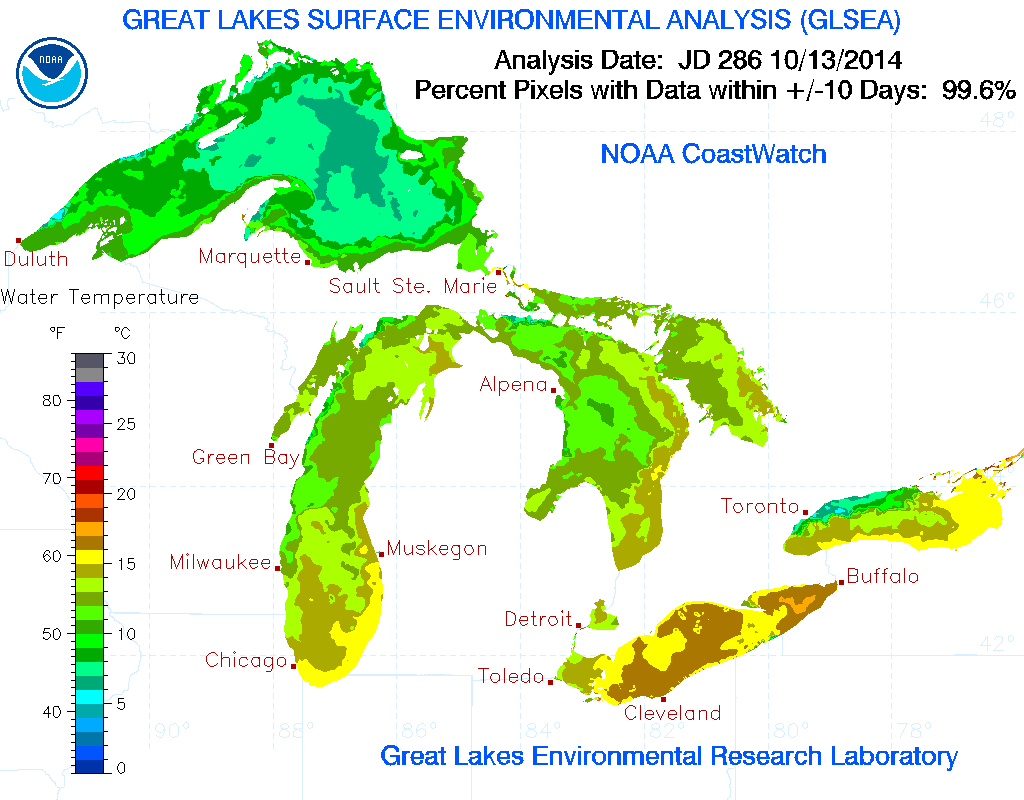 GREAT LAKES SURFACE ENVIRONMENTAL ANALYSIS (GLSEA)
NOAA
Analysis Date: JD 286 10/13/2014
Percent Pixels with Data within +/-10 Days: 99.6%
48°
NOAA CoastWatch
Duluth
Marquette
Sault Ste. Marie
Water Temperature
46°
°F °C
30
Alpena
80
25
Green Bay
70
20
Toronto
60
15
Milwaukee
Muskegon
Buffalo
Detroit
50
10
42°
Chicago
Toledo
5
40
Cleveland
90° 88° 86° 84° 82° 80° 78°
0
Great Lakes Environmental Research Laboratory